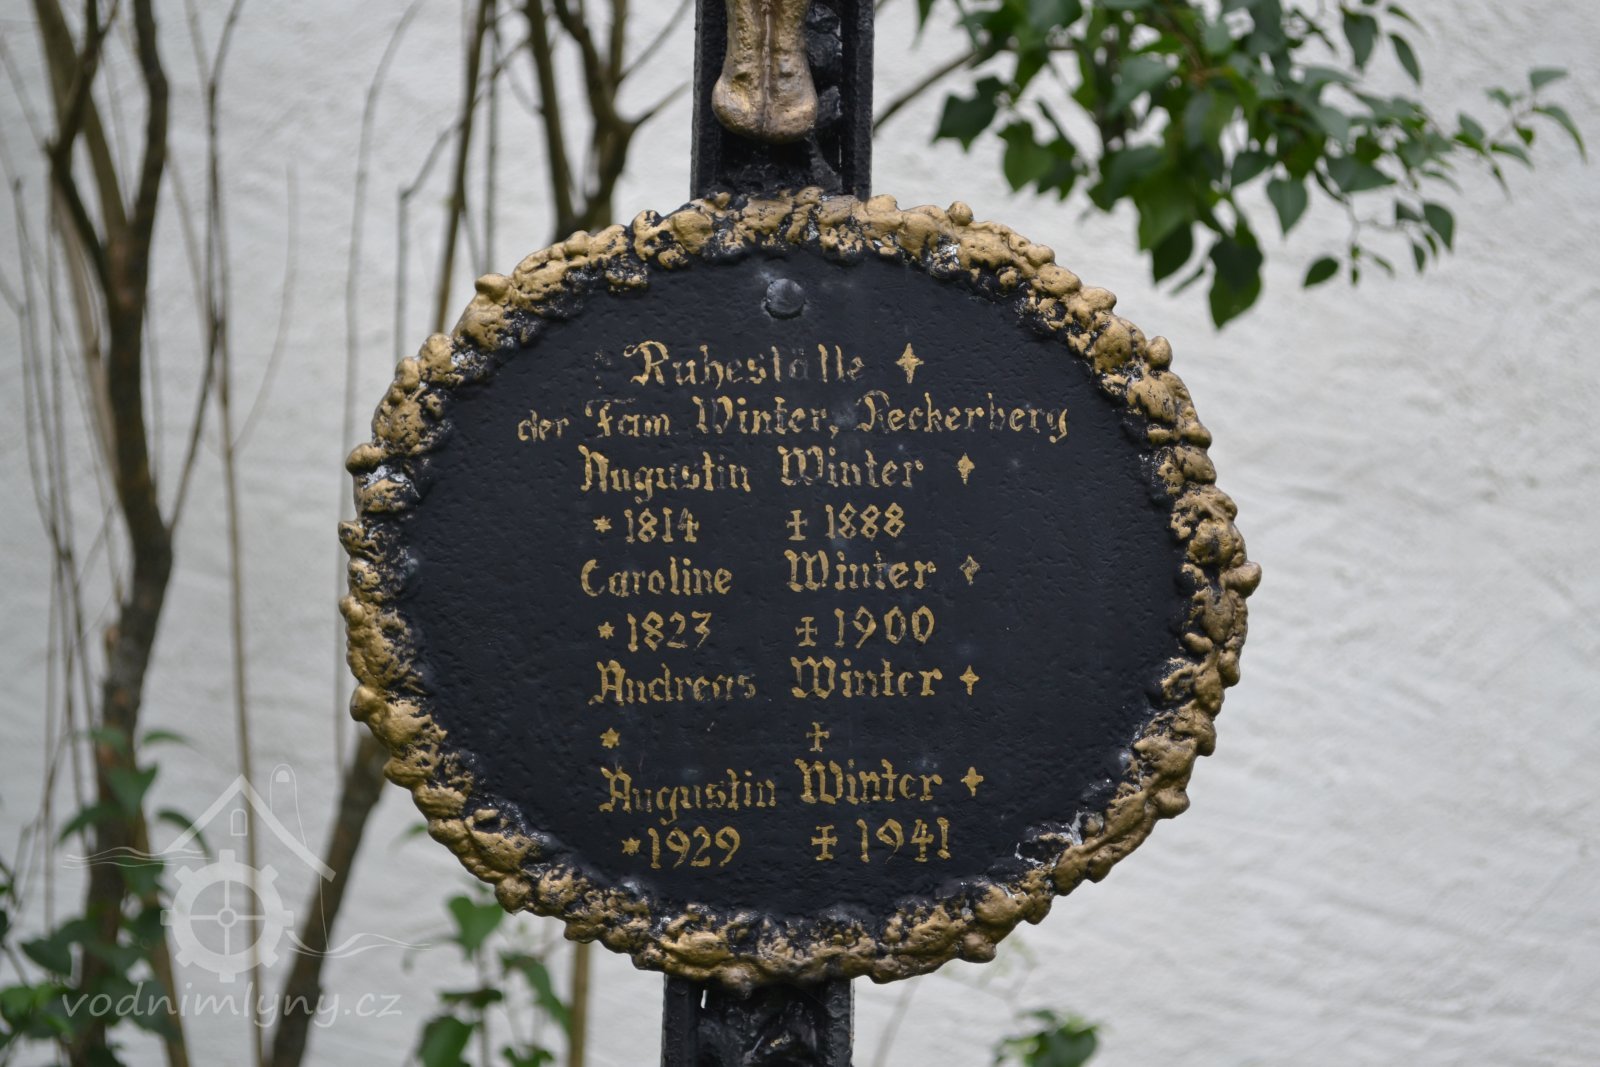 Ruhestätte
der Fam Winter, Reckerberg
Augustin Winter
* 1814 ‡ 1888
Caroline Winter
* 1823 ‡ 1900
Andreas Winter
* ‡
Augustin Winter
* 1929 ‡ 1941
vodnimlyny.cz